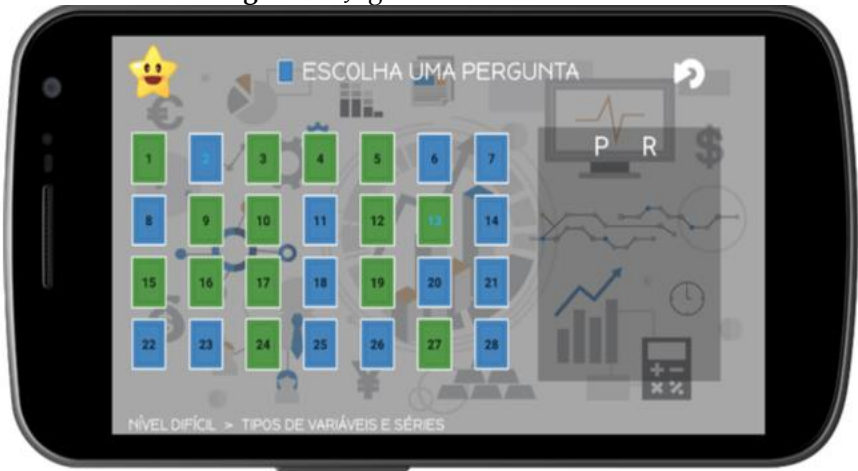 ESCOLHA UMA PERGUNTA
P R
1 2 3 4 5 6 7
8 9 10 11 12 13 14
15 16 17 18 19 20 21
22 23 24 25 26 27 28
NÍVEL DIFÍCIL > TIPOS DE VARIÁVEIS E SÉRIES